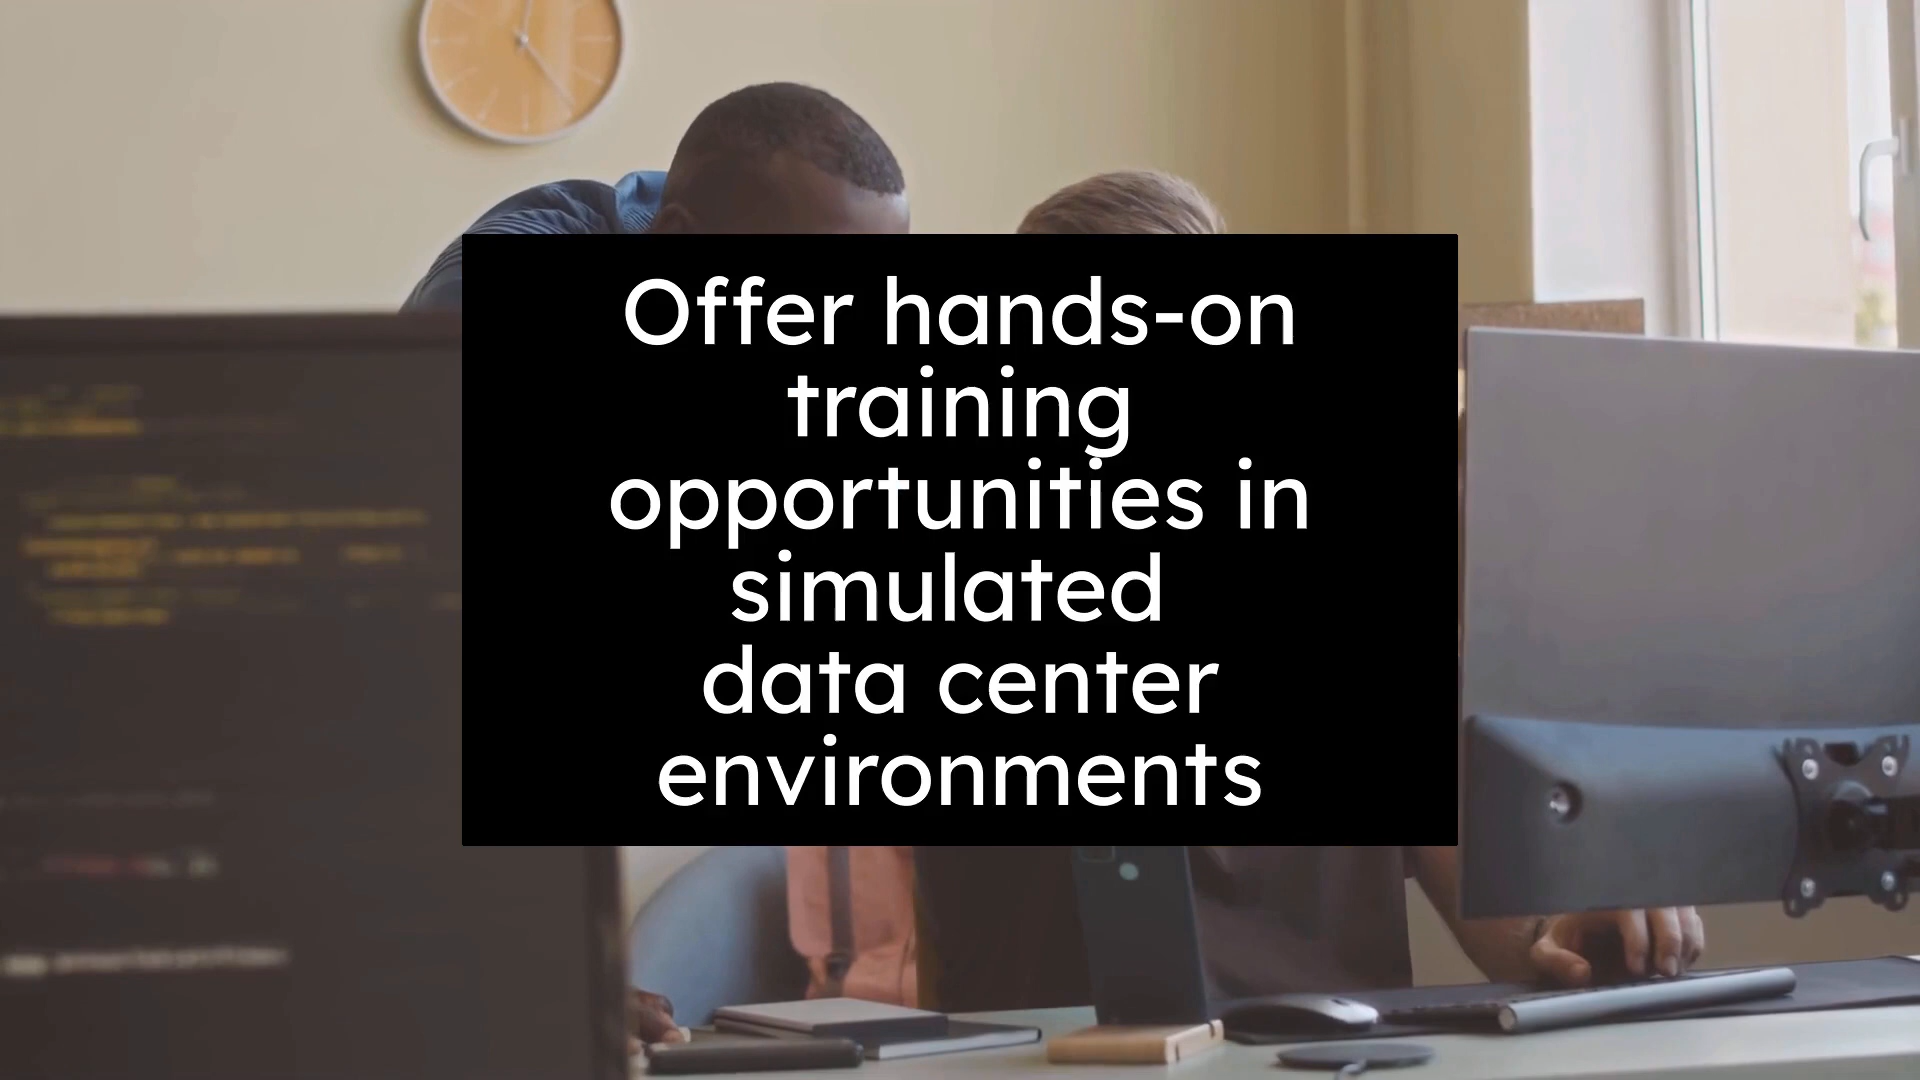 Offer hands-on
training
opportunities in
simulated
data center
environments